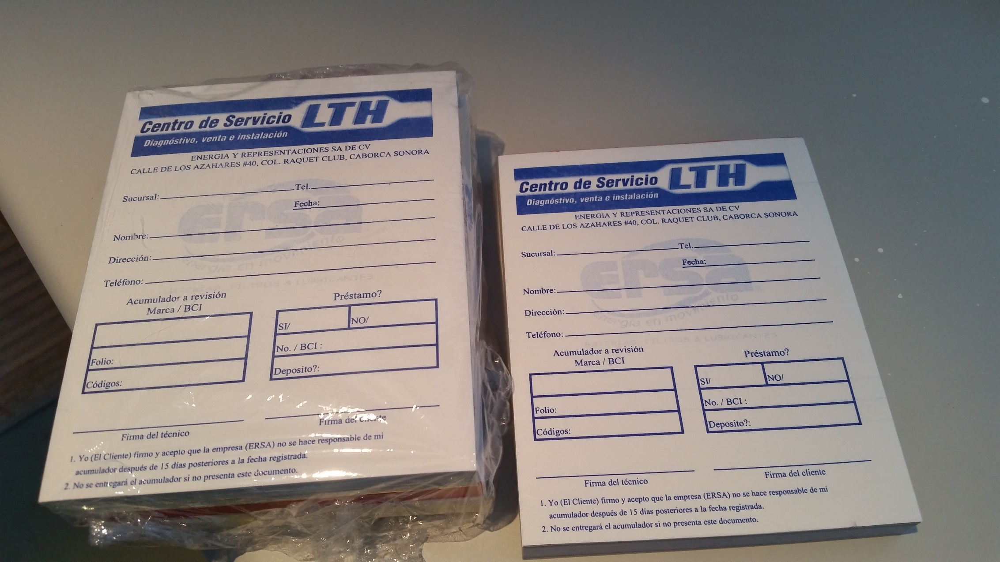 Centro de Servicio LTH
Diagnóstivo, venta e instalación
ENERGIA Y REPRESENTACIONES SA DE CV
CALLE DE LOS AZAHARES #40, COL. RAQUET CLUB, CABORCA SONORA
Sucursal: Tel.
Fecha:
Nombre:
Dirección:
Teléfono:
ersa
energía en movimiento
BATERIAS, FILTROS & LUBRICANTES
Acumulador a revisión Préstamo?
Marca / BCI
SI/ NO/
No. / BCI :
Folio:
Deposito?:
Códigos:
Firma del técnico Firma del cliente
1. Yo (El Cliente) firmo y acepto que la empresa (ERSA) no se hace responsable de mi
acumulador después de 15 días posteriores a la fecha registrada.
2. No se entregará el acumulador si no presenta este documento.
Centro de Servicio LTH
Diagnóstivo, venta e instalación
ENERGIA Y REPRESENTACIONES SA DE CV
CALLE DE LOS AZAHARES #40, COL. RAQUET CLUB, CABORCA SONORA
Sucursal: Tel.
Fecha:
Nombre:
Dirección:
Teléfono:
ersa
energía en movimiento
BATERIAS, FILTROS & LUBRICANTES
Acumulador a revisión Préstamo?
Marca / BCI
SI/ NO/
No. / BCI :
Folio:
Deposito?:
Códigos:
Firma del técnico Firma del cliente
1. Yo (El Cliente) firmo y acepto que la empresa (ERSA) no se hace responsable de mi
acumulador después de 15 días posteriores a la fecha registrada.
2. No se entregará el acumulador si no presenta este documento.